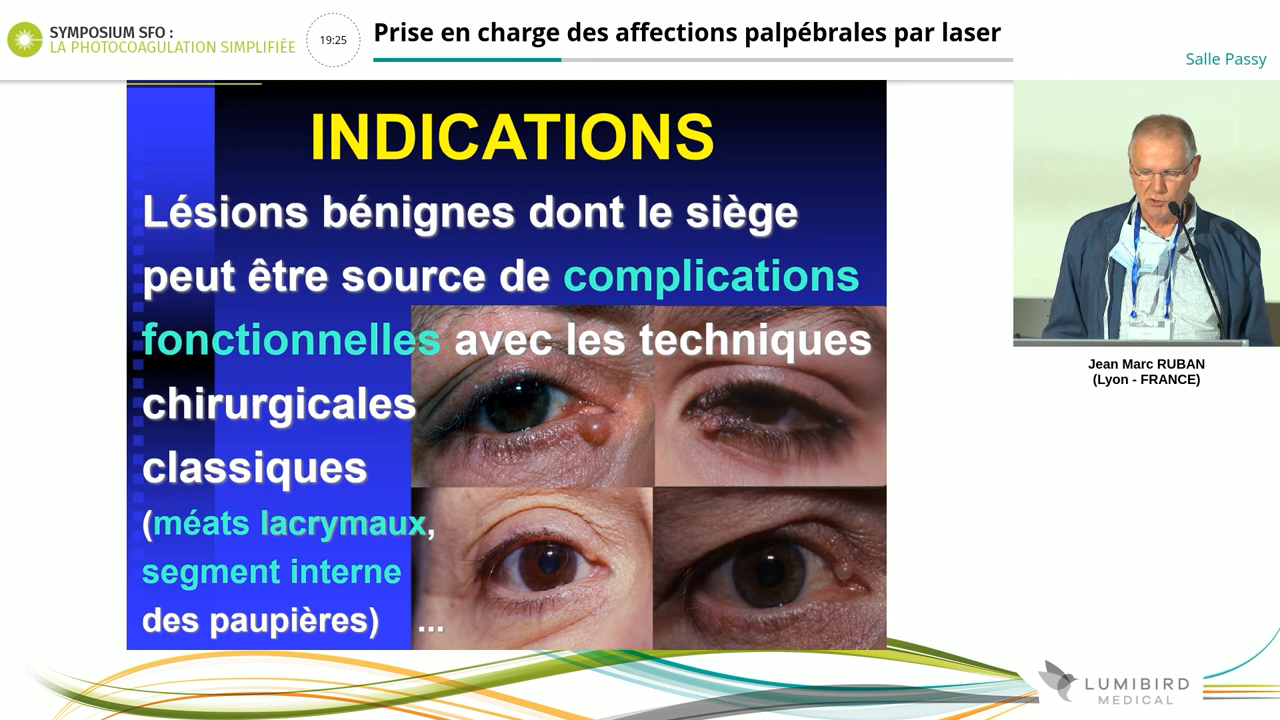 SYMPOSIUM SFO :
LA PHOTOCOAGULATION SIMPLIFIÉE
19:25
Prise en charge des affections palpébrales par laser
Salle Passy
INDICATIONS
Lésions bénignes dont le siège
peut être source de complications
fonctionnelles avec les techniques
chirurgicales
classiques
(méats lacrymaux,
segment interne
des paupières) ...
Jean Marc RUBAN
(Lyon - FRANCE)
LUMIBIRD
MEDICAL